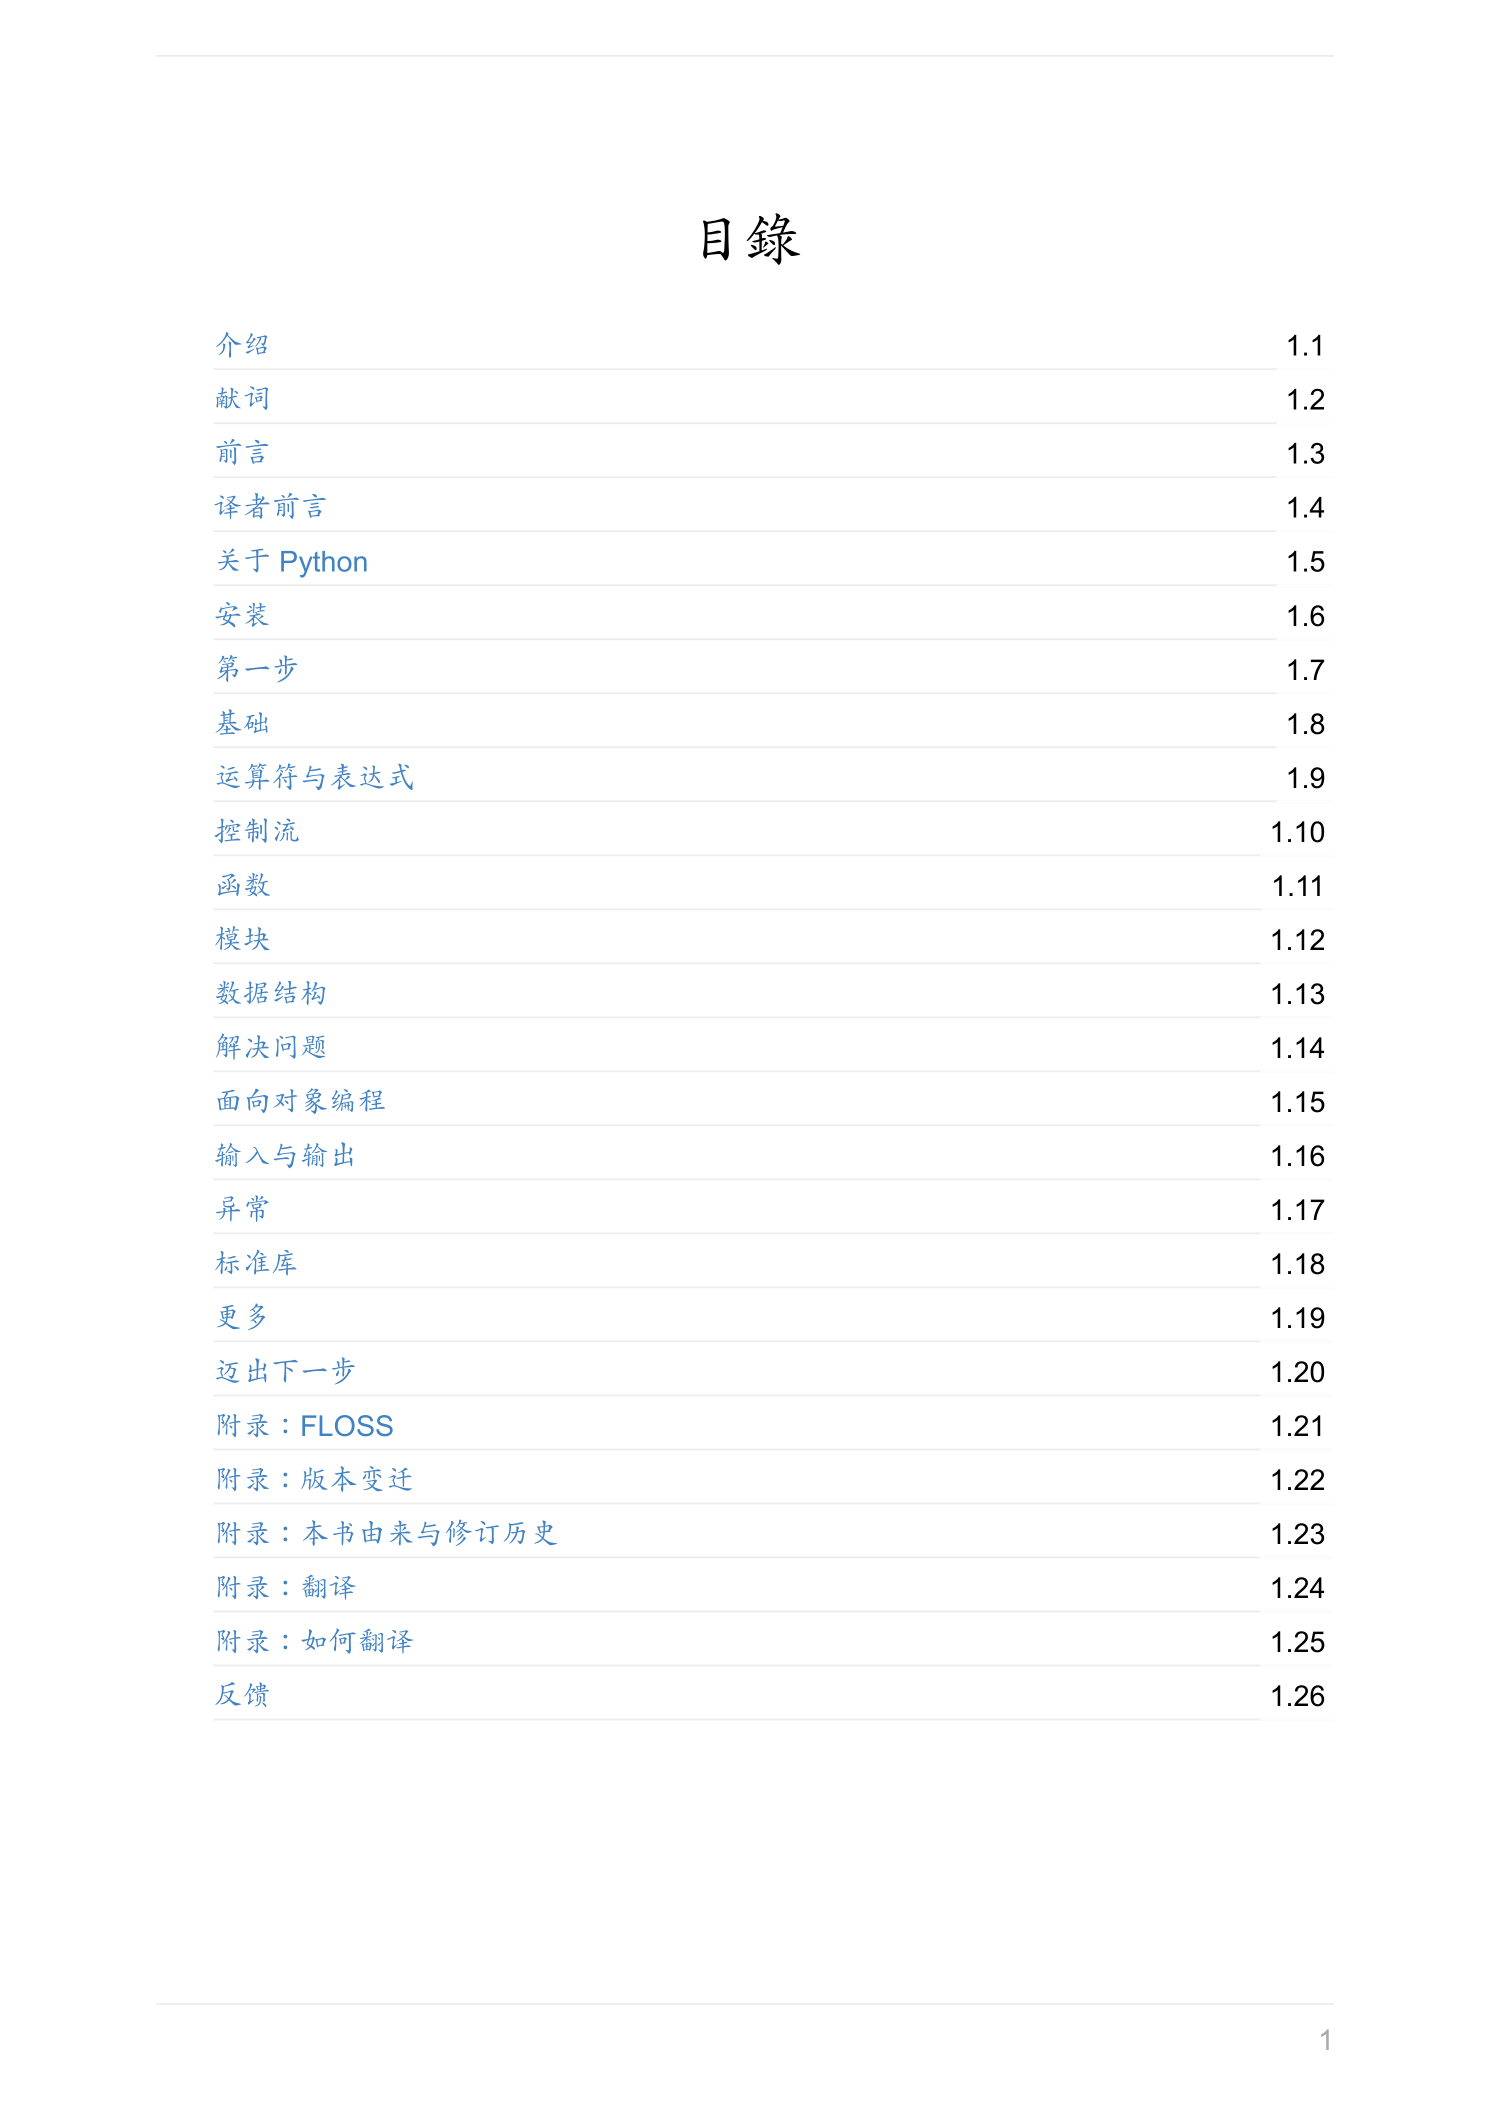 目錄
介绍 1.1
献词 1.2
前言 1.3
译者前言 1.4
关于 Python 1.5
安装 1.6
第一步 1.7
基础 1.8
运算符与表达式 1.9
控制流 1.10
函数 1.11
模块 1.12
数据结构 1.13
解决问题 1.14
面向对象编程 1.15
输入与输出 1.16
异常 1.17
标准库 1.18
更多 1.19
迈出下一步 1.20
附录：FLOSS 1.21
附录：版本变迁 1.22
附录：本书由来与修订历史 1.23
附录：翻译 1.24
附录：如何翻译 1.25
反馈 1.26
1